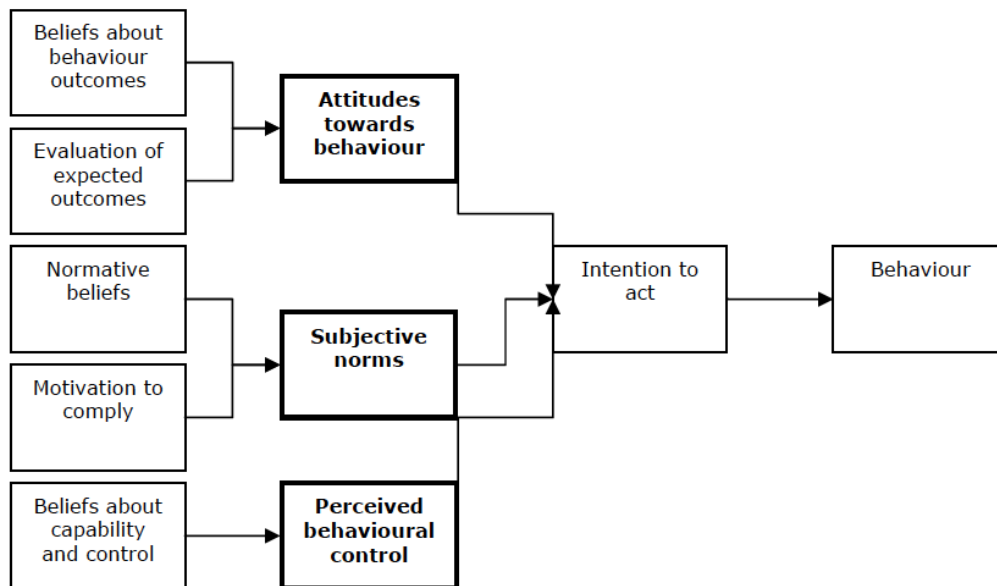 Beliefs about
behaviour
outcomes
Evaluation of
expected
outcomes
Normative
beliefs
Motivation to
comply
Beliefs about
capability
and control
Attitudes
towards
behaviour
Subjective
norms
Perceived
behavioural
control
Intention to
act
Behaviour